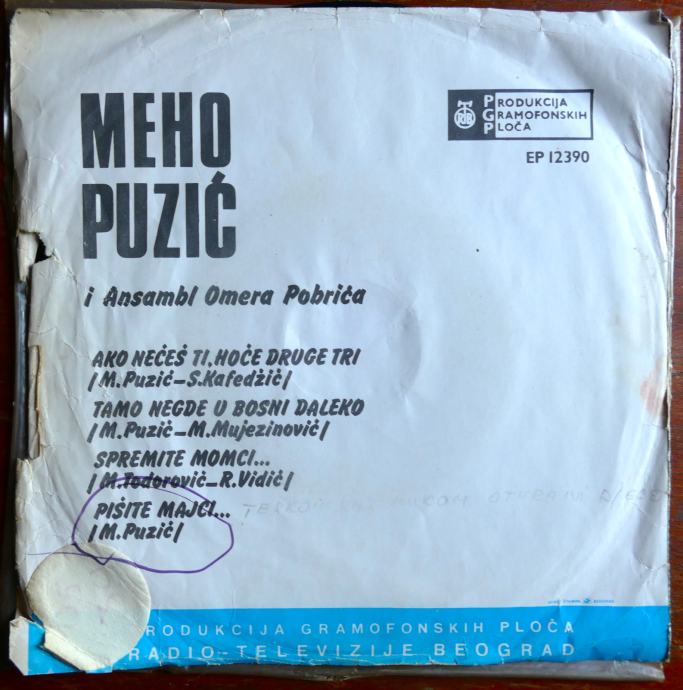 MEHO
PUZIĆ
PRODUKCIJA
GRAMOFONSKIH
PLOČA
RTB
EP 12390
i Ansambl Omera Pobrića
AKO NEĆEŠ TI, HOĆE DRUGE TRI
/M. Puzić–S. Kafedžić/
TAMO NEGDE U BOSNI DALEKO
/M. Puzić–M. Mujezinović/
SPREMITE MOMCI...
/M. Todorović–R. Vidić/
PIŠITE MAJCI...
/M. Puzić/
RODUKCIJA GRAMOFONSKIH PLOČA
RADIO-TELEVIZIJE BEOGRAD